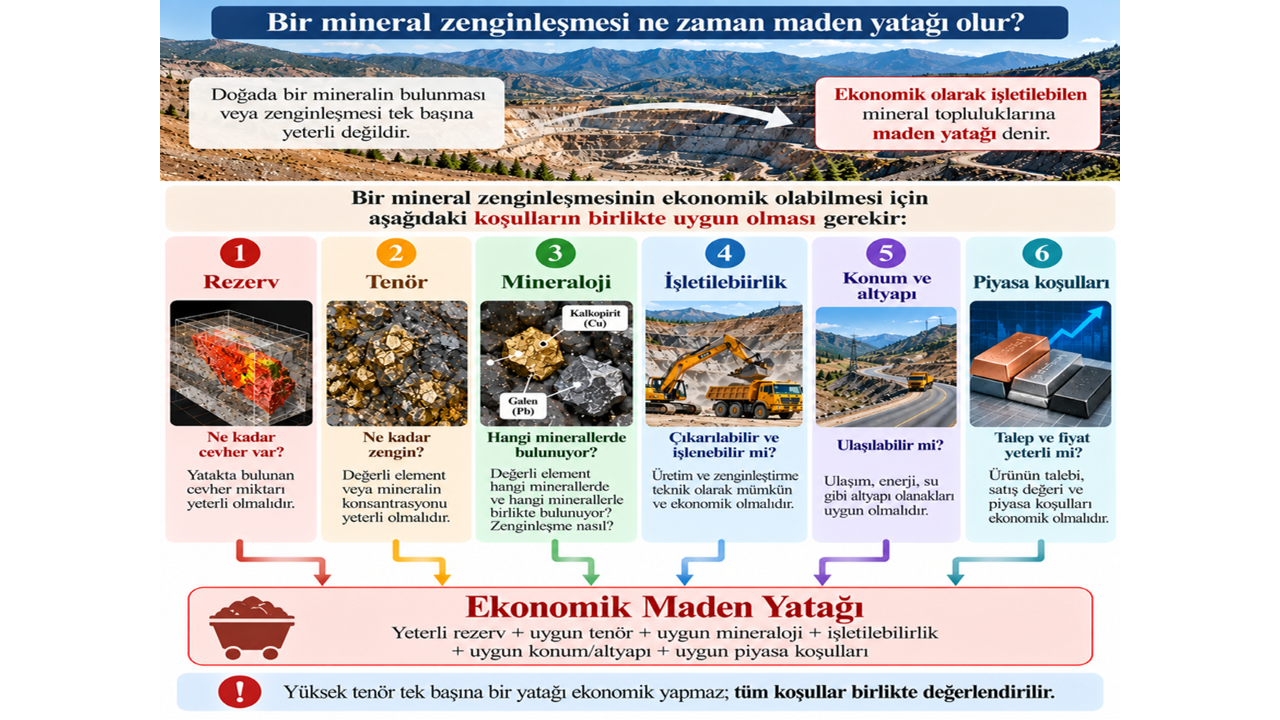 Bir mineral zenginleşmesi ne zaman maden yatağı olur?
Doğada bir mineralin bulunması
veya zenginleşmesi tek başına
yeterli değildir.
Ekonomik olarak işletilebilen
mineral topluluklarına
maden yatağı denir.
Bir mineral zenginleşmesinin ekonomik olabilmesi için
aşağıdaki koşulların birlikte uygun olması gerekir:
1
Rezerv
Ne kadar
cevher var?
Yatakta bulunan
cevher miktarı
yeterli olmalıdır.
2
Tenör
Ne kadar
zengin?
Değerli element
veya mineralin
konsantrasyonu
yeterli olmalıdır.
3
Mineraloji
Kalkopirit
(Cu)
Galen
(Pb)
Hangi minerallerde
bulunuyor?
Değerli element
hangi minerallerde
ve hangi minerallerle
birlikte bulunuyor?
Zenginleşme nasıl?
4
İşletilebiirlik
Çıkarılabilir ve
işlenebilir mi?
Üretim ve zenginleştirme
teknik olarak mümkün
ve ekonomik olmalıdır.
5
Konum ve
altyapı
Ulaşılabilir mi?
Ulaşım, enerji, su
gibi altyapı olanakları
uygun olmalıdır.
6
Piyasa koşulları
Talep ve fiyat
yeterli mi?
Ürünün talebi,
satış değeri ve
piyasa koşulları
ekonomik olmalıdır.
Ekonomik Maden Yatağı
Yeterli rezerv + uygun tenör + uygun mineraloji + işletilebilirlik
+ uygun konum/altyapı + uygun piyasa koşulları
! Yüksek tenör tek başına bir yatağı ekonomik yapmaz; tüm koşullar birlikte değerlendirilir.